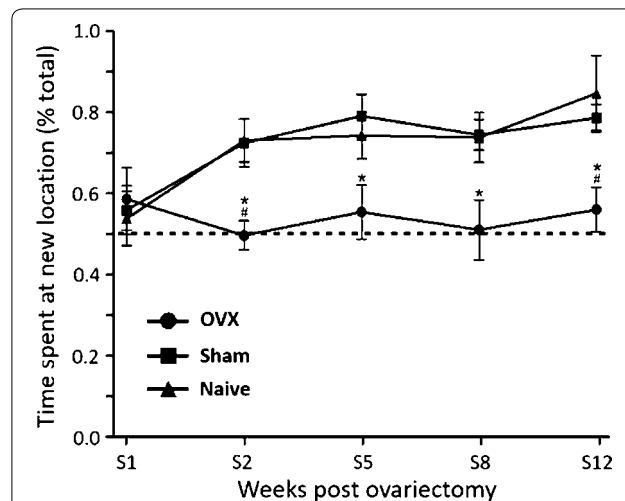 Time spent at new location (% total)
1.0
0.8
0.6
0.4
0.2
0.0
*
#
*
*
*
#
OVX
Sham
Naive
S1 S2 S5 S8 S12
Weeks post ovariectomy